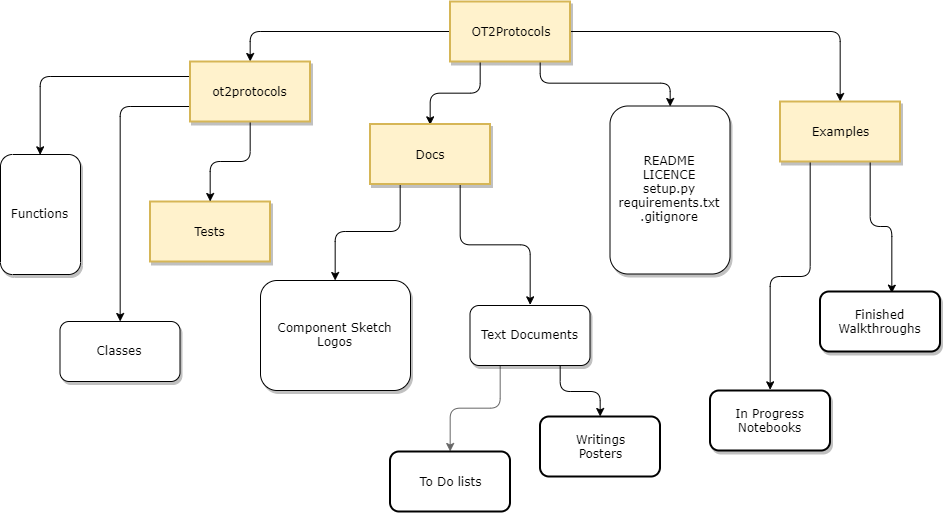 OT2Protocols
ot2protocols
Docs
Examples
README
LICENCE
setup.py
requirements.txt
.gitignore
Functions
Tests
Classes
Component Sketch
Logos
Text Documents
Finished
Walkthroughs
In Progress
Notebooks
Writings
Posters
To Do lists